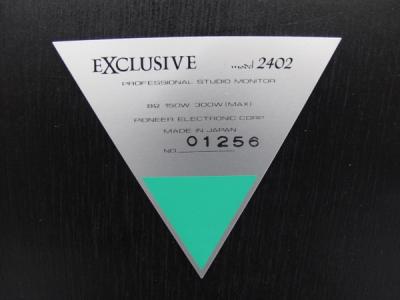 EXCLUSIVE model 2402
PROFESSIONAL STUDIO MONITOR
8Ω 150W 300W (MAX)
PIONEER ELECTRONIC CORP
MADE IN JAPAN
NO. 01256